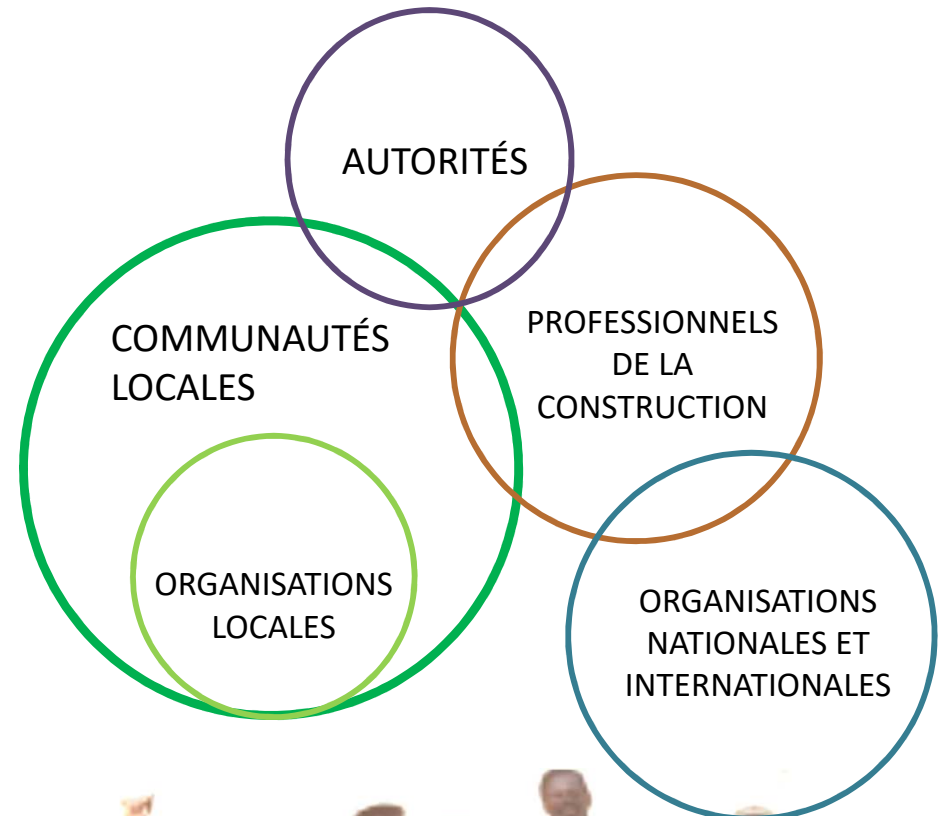 AUTORITÉS
COMMUNAUTÉS
LOCALES
PROFESSIONNELS
DE LA
CONSTRUCTION
ORGANISATIONS
LOCALES
ORGANISATIONS
NATIONALES ET
INTERNATIONALES